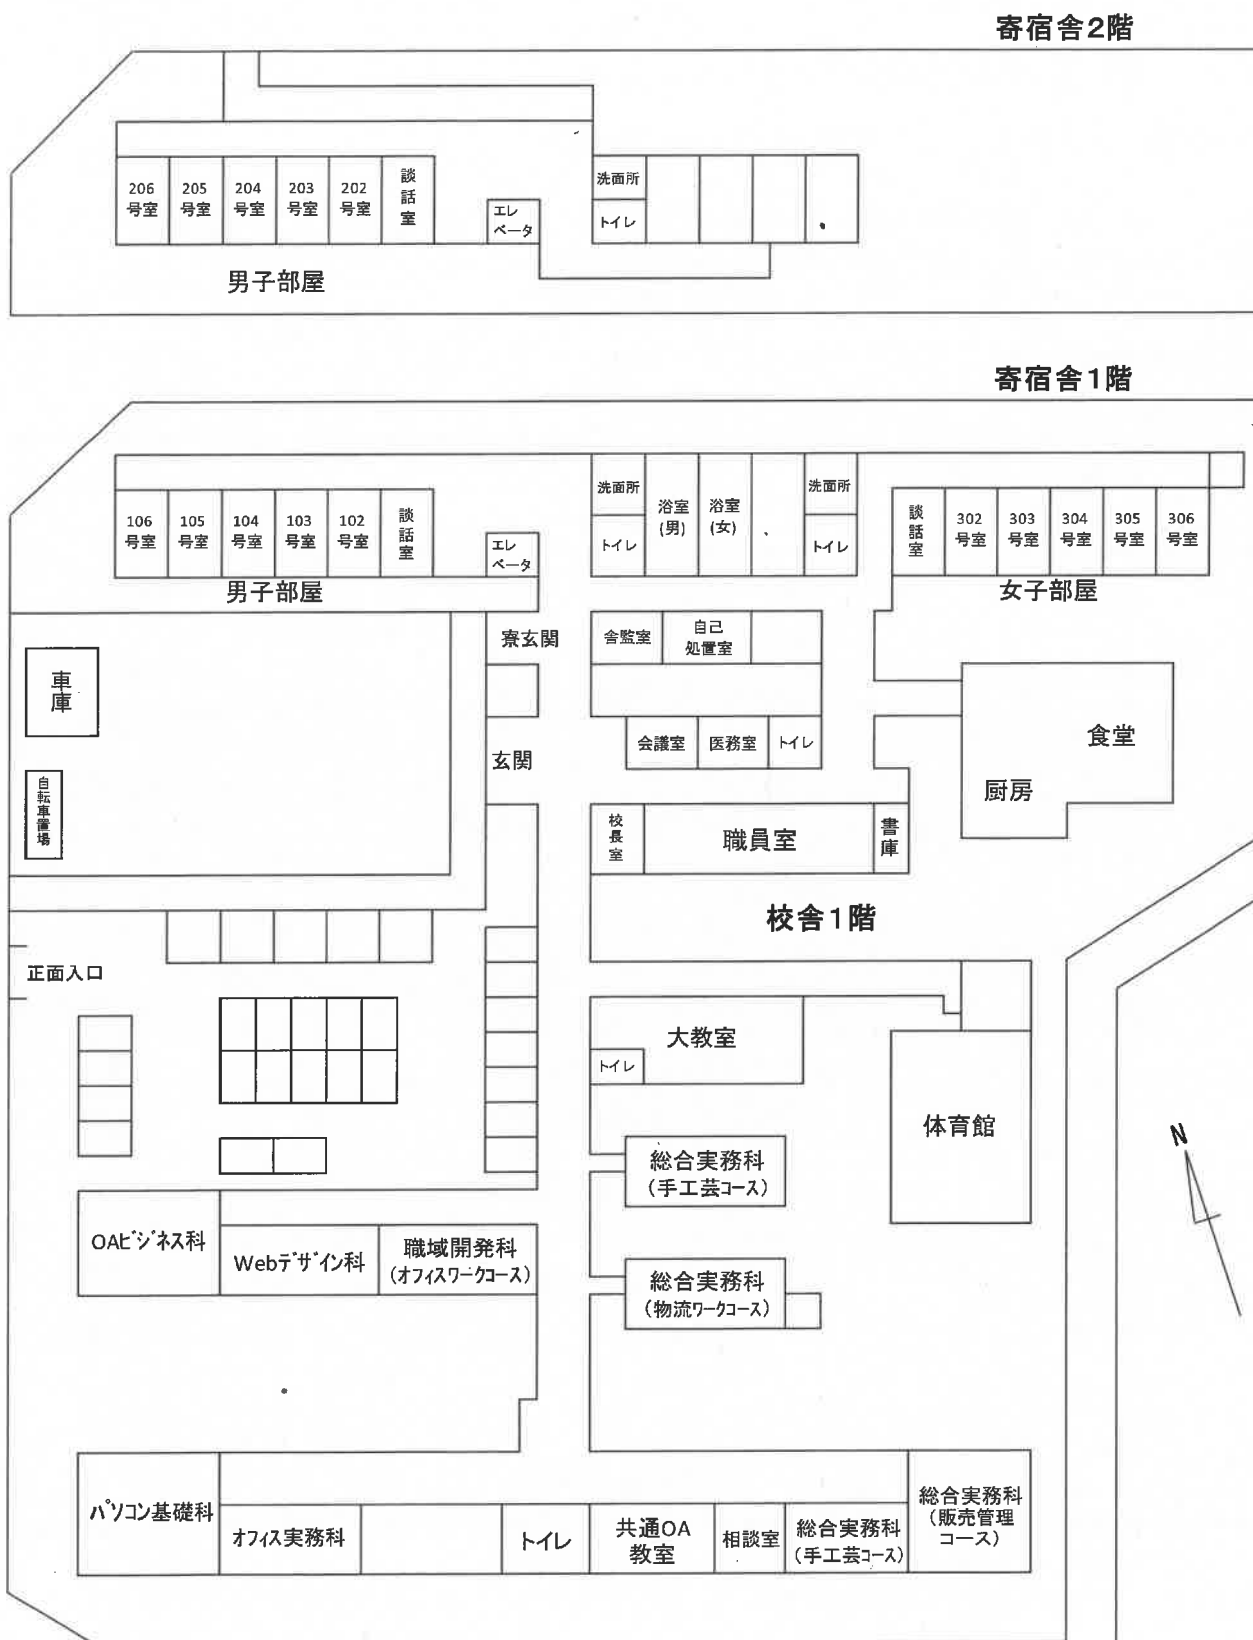 寄宿舎2階
206
号室
205
号室
204
号室
203
号室
202
号室
談
話
室
エレ
ベータ
洗面所
トイレ
男子部屋
寄宿舎1階
106
号室
105
号室
104
号室
103
号室
102
号室
談
話
室
エレ
ベータ
洗面所
トイレ
浴室
(男)
浴室
(女)
洗面所
トイレ
談
話
室
302
号室
303
号室
304
号室
305
号室
306
号室
男子部屋
女子部屋
寮玄関
舎監室
自己
処置室
車
庫
玄関
会議室
医務室
トイレ
食堂
厨房
自
転
車
置
場
校
長
室
職員室
書
庫
校舎1階
正面入口
大教室
トイレ
体育館
N
総合実務科
(手工芸コース)
OAビジネス科
Webデザイン科
職域開発科
(オフィスワークコース)
総合実務科
(物流ワークコース)
パソコン基礎科
オフィス実務科
トイレ
共通OA
教室
相談室
総合実務科
(手工芸コース)
総合実務科
(販売管理
コース)